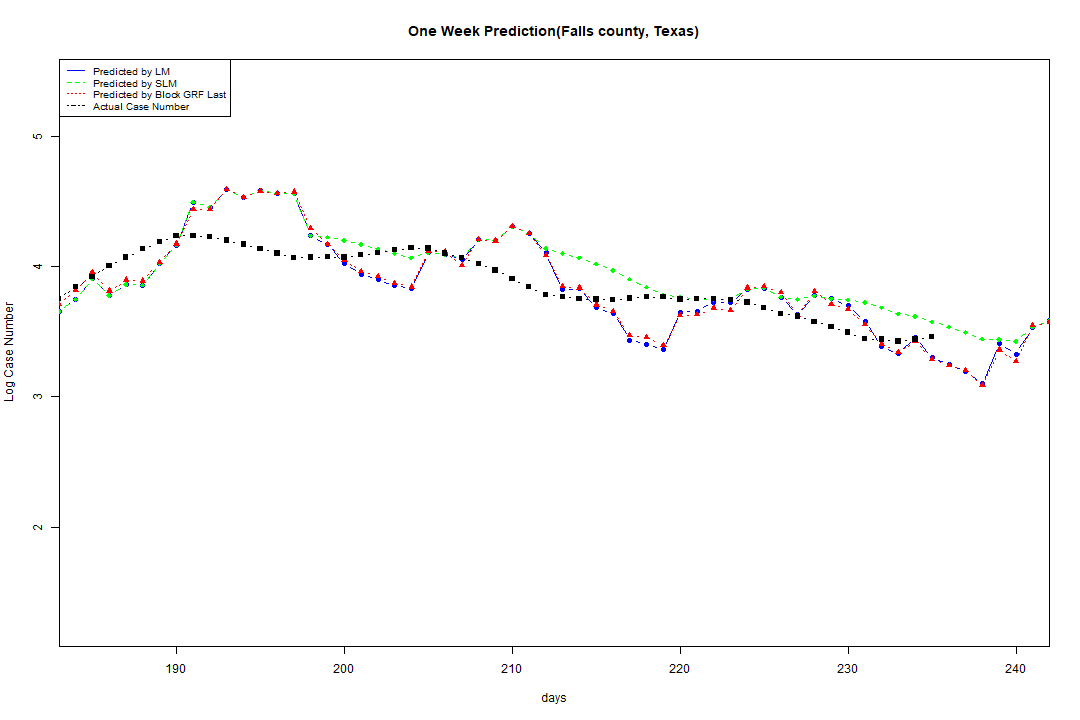 One Week Prediction(Falls county, Texas)
Predicted by LM
Predicted by SLM
Predicted by Block GRF Last
Actual Case Number
5
4
3
2
Log Case Number
190 200 210 220 230 240
days